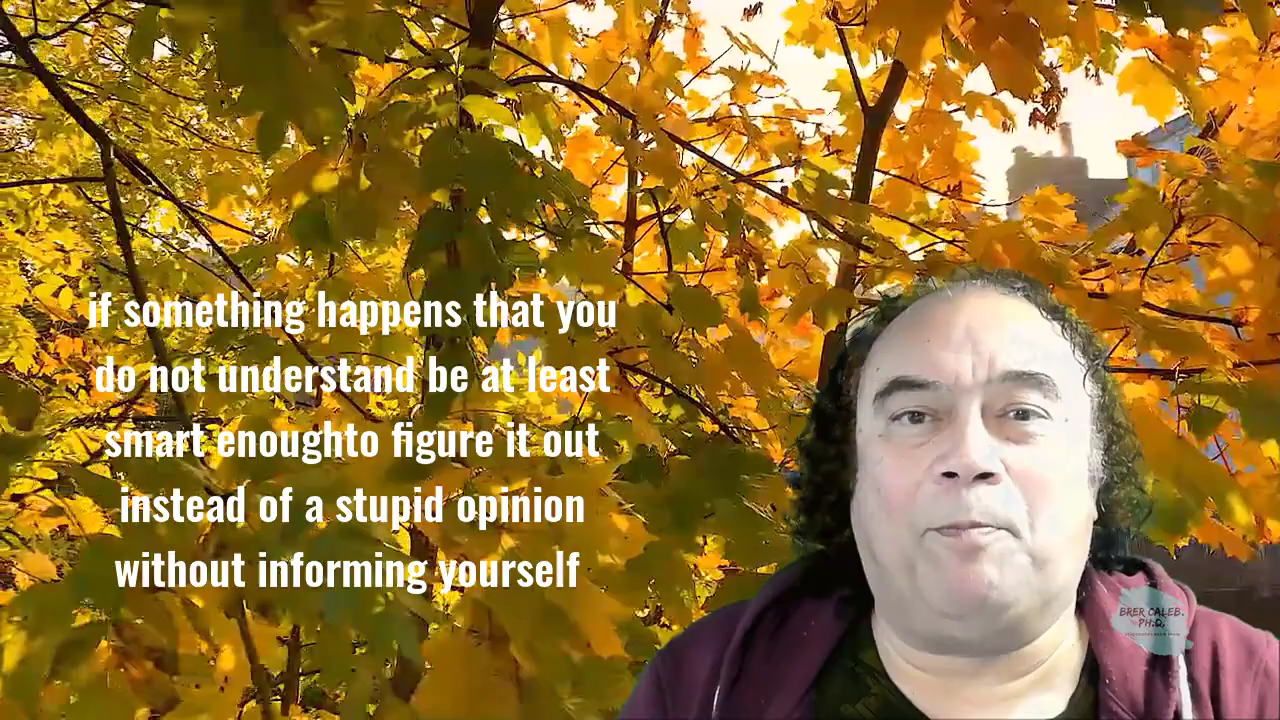 if something happens that you
do not understand be at least
smart enoughto figure it out
instead of a stupid opinion
without informing yourself
BRER CALEB.
PH.D.